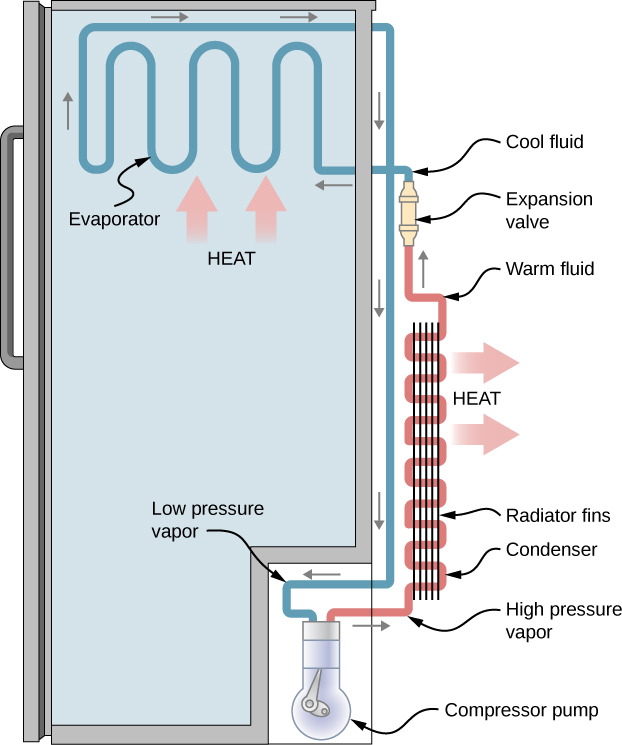 Cool fluid
Expansion
valve
Evaporator
HEAT
Warm fluid
HEAT
Low pressure
vapor
Radiator fins
Condenser
High pressure
vapor
Compressor pump